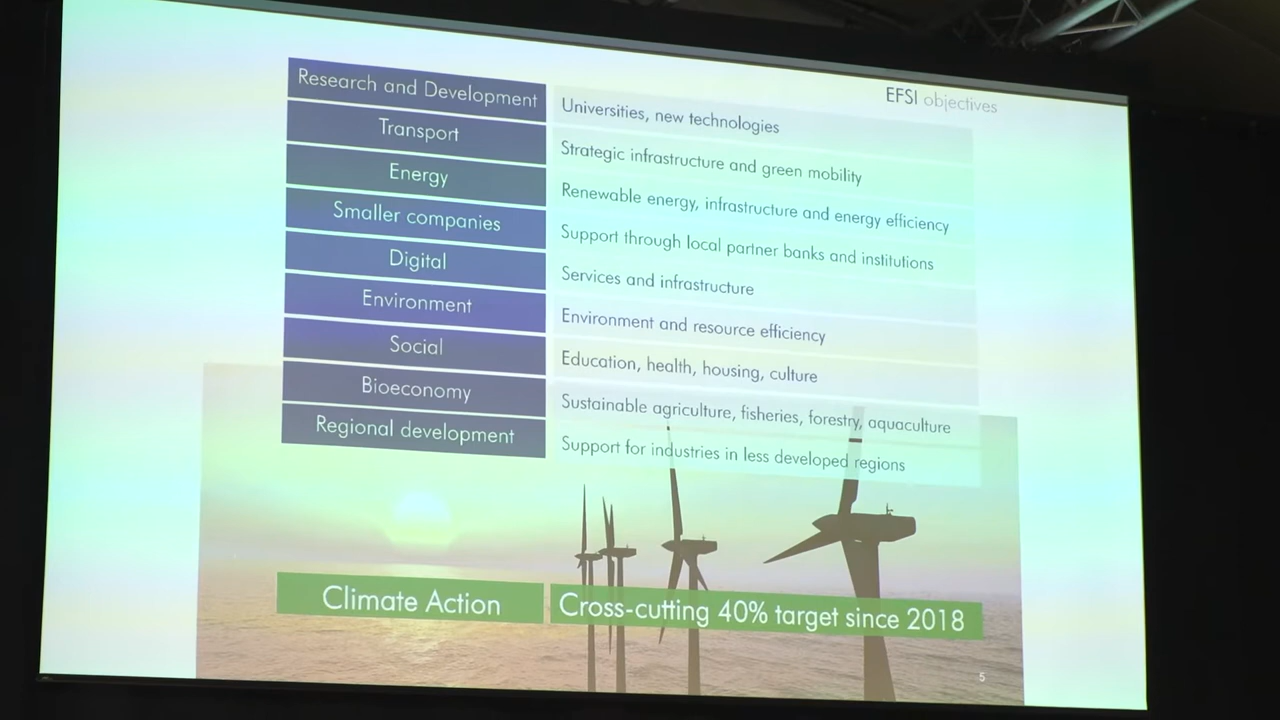 EFSI objectives
Research and Development
Universities, new technologies
Transport
Strategic infrastructure and green mobility
Energy
Renewable energy, infrastructure and energy efficiency
Smaller companies
Support through local partner banks and institutions
Digital
Services and infrastructure
Environment
Environment and resource efficiency
Social
Education, health, housing, culture
Bioeconomy
Sustainable agriculture, fisheries, forestry, aquaculture
Regional development
Support for industries in less developed regions
Climate Action
Cross-cutting 40% target since 2018
5